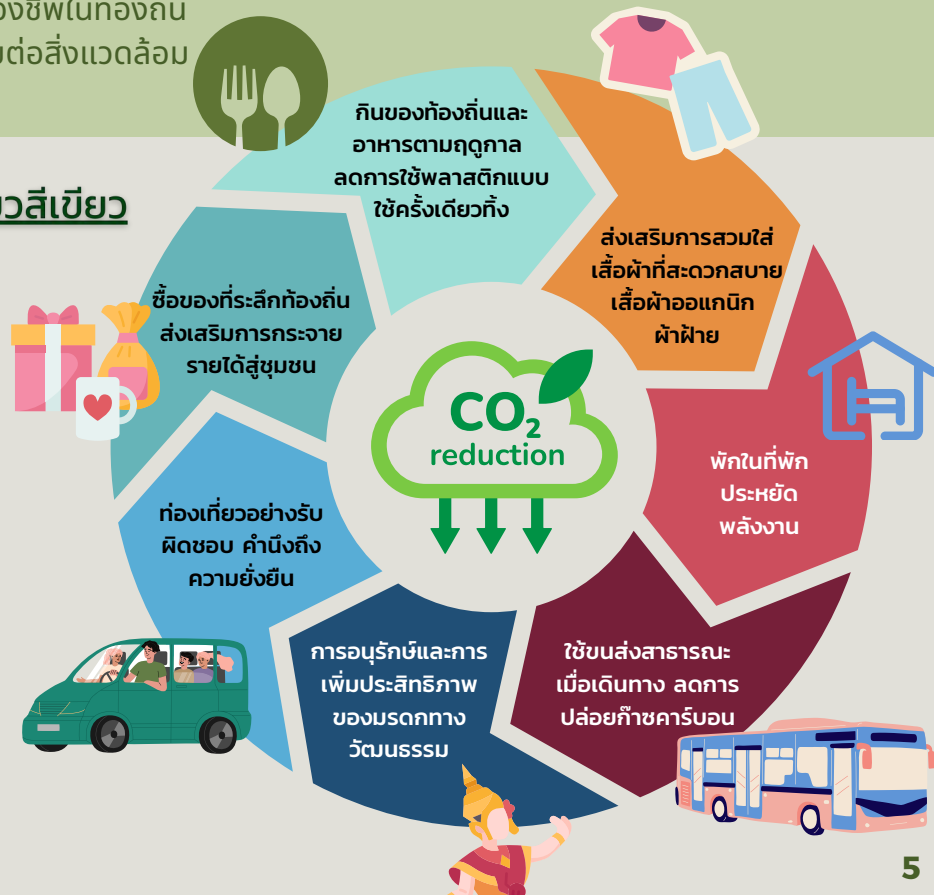 ในท้องถิ่น
ต่อสิ่งแวดล้อม
สีเขียว
กินของท้องถิ่นและ
อาหารตามฤดูกาล
ลดการใช้พลาสติกแบบ
ใช้ครั้งเดียวทิ้ง
ส่งเสริมการสวมใส่
เสื้อผ้าที่สะดวกสบาย
เสื้อผ้าออแกนิก
ผ้าฝ้าย
พักในที่พัก
ประหยัด
พลังงาน
ใช้ขนส่งสาธารณะ
เมื่อเดินทาง ลดการ
ปล่อยก๊าซคาร์บอน
การอนุรักษ์และการ
เพิ่มประสิทธิภาพ
ของมรดกทาง
วัฒนธรรม
ท่องเที่ยวอย่างรับ
ผิดชอบ คำนึงถึง
ความยั่งยืน
ซื้อของที่ระลึกท้องถิ่น
ส่งเสริมการกระจาย
รายได้สู่ชุมชน
CO₂
reduction
5